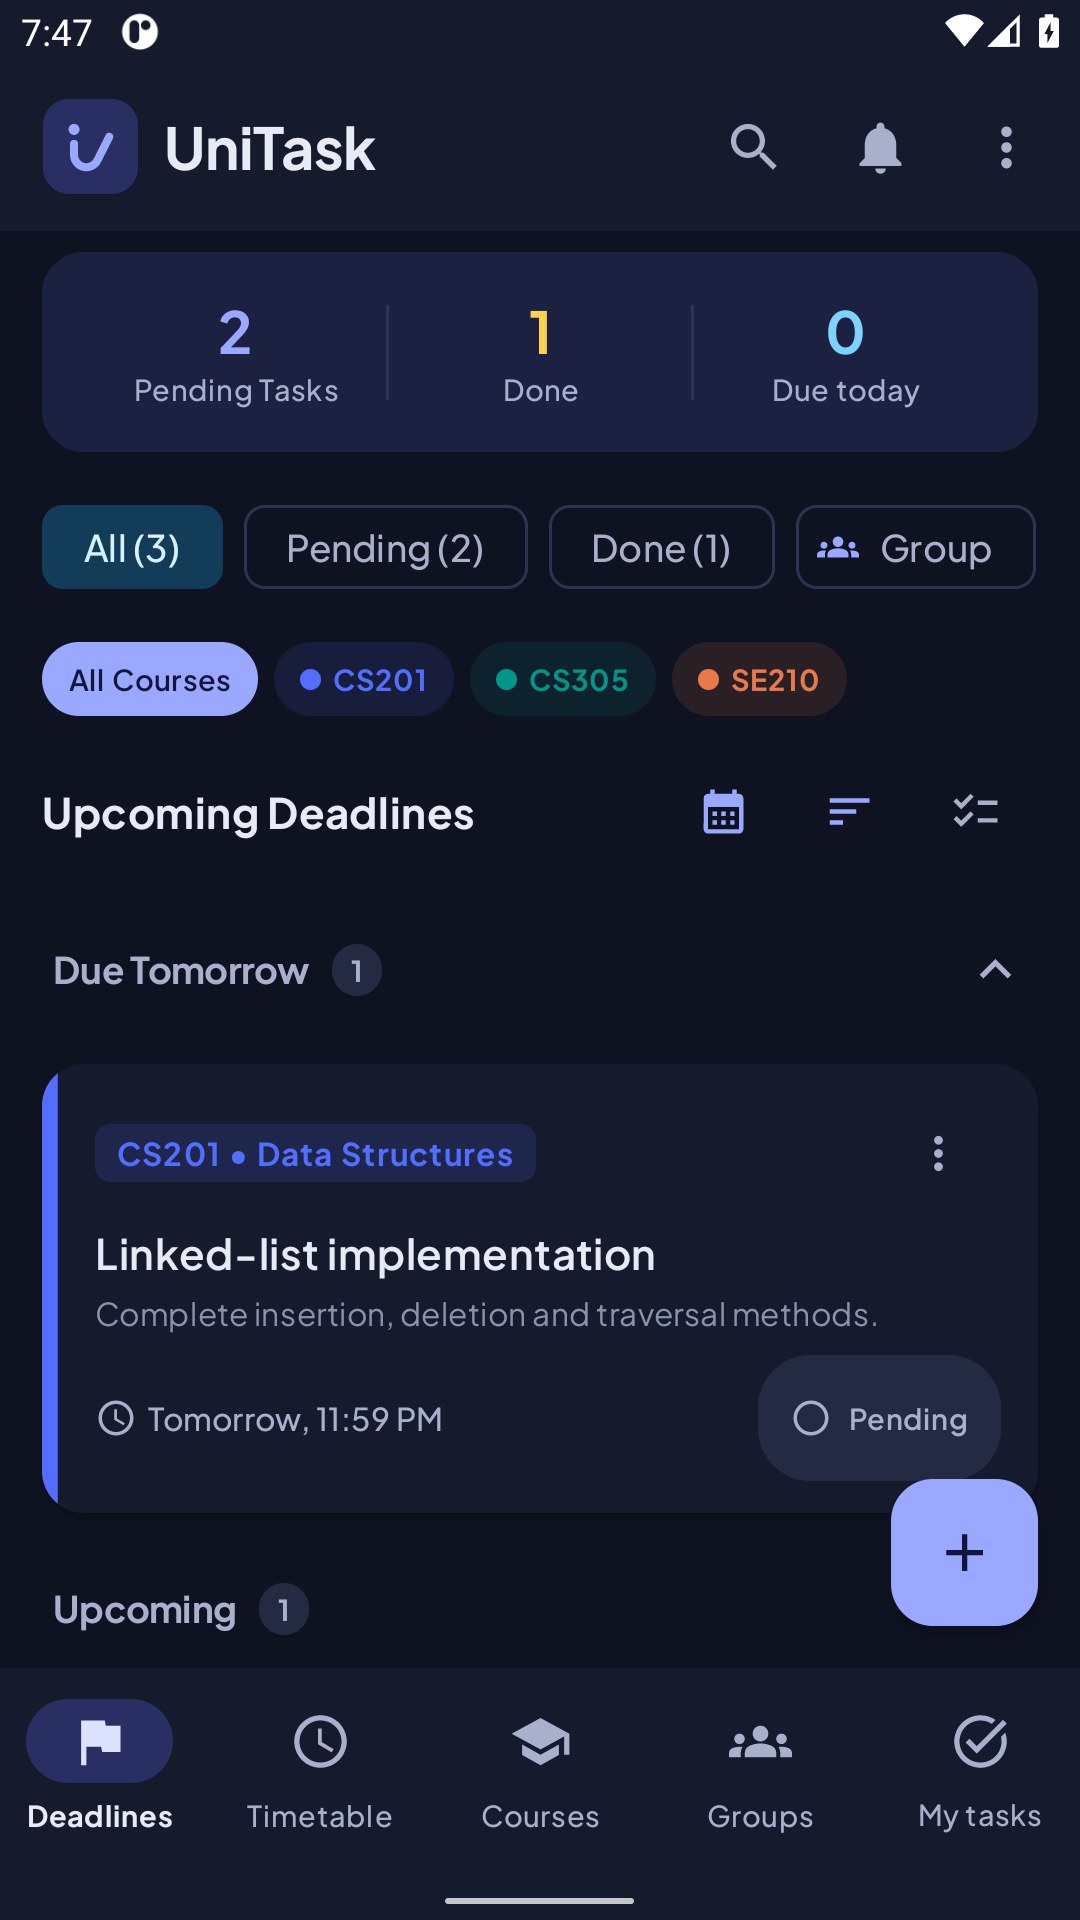 7:47
UniTask
2
Pending Tasks
1
Done
0
Due today
All (3)
Pending (2)
Done (1)
Group
All Courses
CS201
CS305
SE210
Upcoming Deadlines
Due Tomorrow 1
CS201 • Data Structures
Linked-list implementation
Complete insertion, deletion and traversal methods.
Tomorrow, 11:59 PM
Pending
Upcoming 1
Deadlines
Timetable
Courses
Groups
My tasks